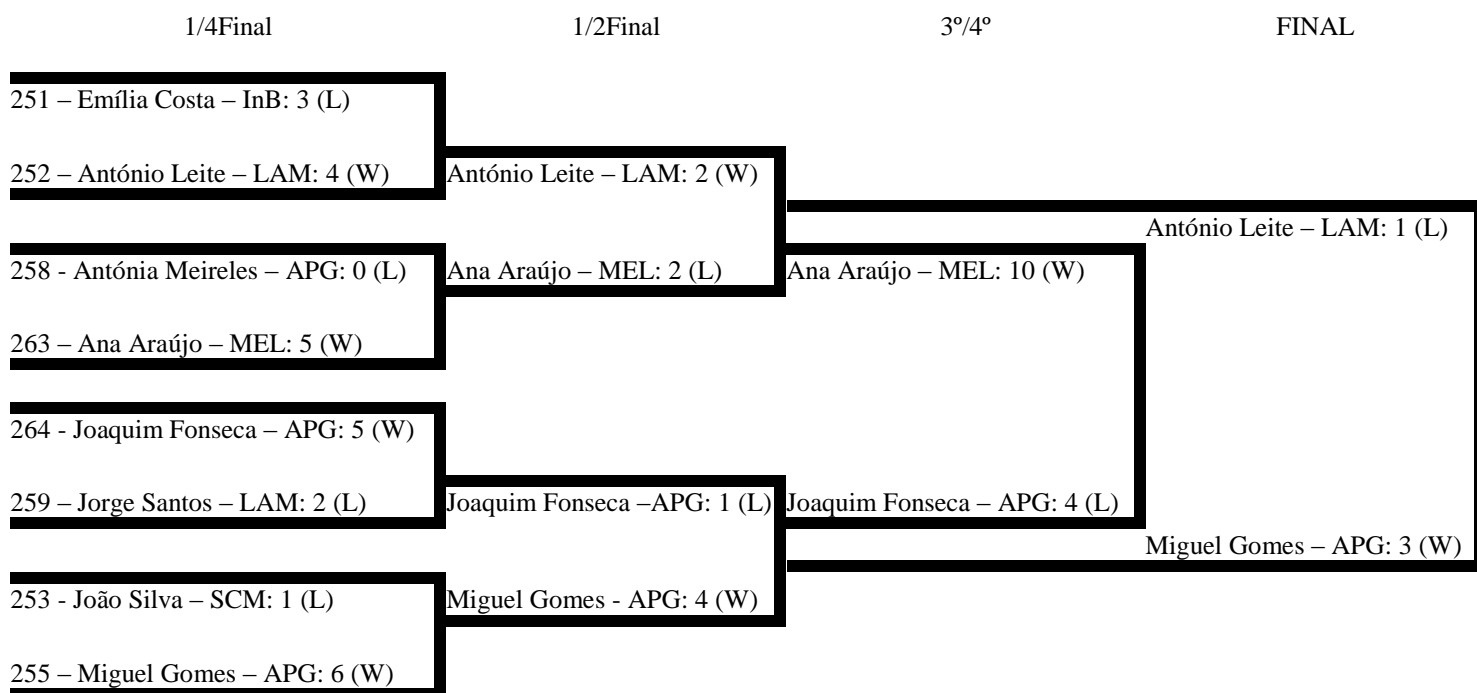 1/4Final 1/2Final 3º/4º FINAL
251 – Emília Costa – InB: 3 (L)
252 – António Leite – LAM: 4 (W) António Leite – LAM: 2 (W)
António Leite – LAM: 1 (L)
258 - Antónia Meireles – APG: 0 (L) Ana Araújo – MEL: 2 (L) Ana Araújo – MEL: 10 (W)
263 – Ana Araújo – MEL: 5 (W)
264 - Joaquim Fonseca – APG: 5 (W)
259 – Jorge Santos – LAM: 2 (L) Joaquim Fonseca –APG: 1 (L) Joaquim Fonseca – APG: 4 (L)
Miguel Gomes – APG: 3 (W)
253 - João Silva – SCM: 1 (L) Miguel Gomes - APG: 4 (W)
255 – Miguel Gomes – APG: 6 (W)